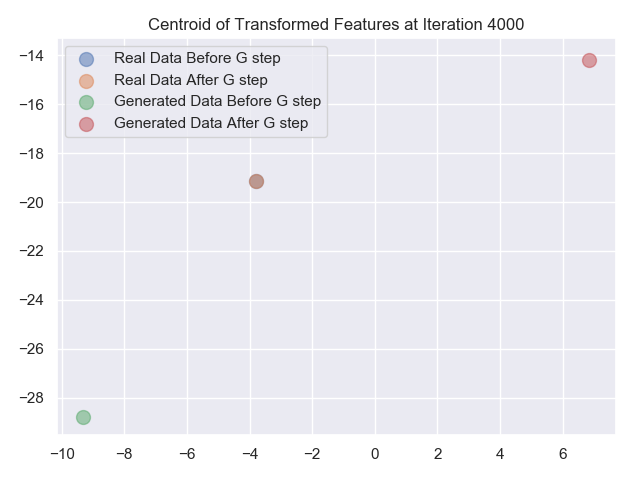 Centroid of Transformed Features at Iteration 4000
Real Data Before G step
Real Data After G step
Generated Data Before G step
Generated Data After G step
−14
−16
−18
−20
−22
−24
−26
−28
−10 −8 −6 −4 −2 0 2 4 6